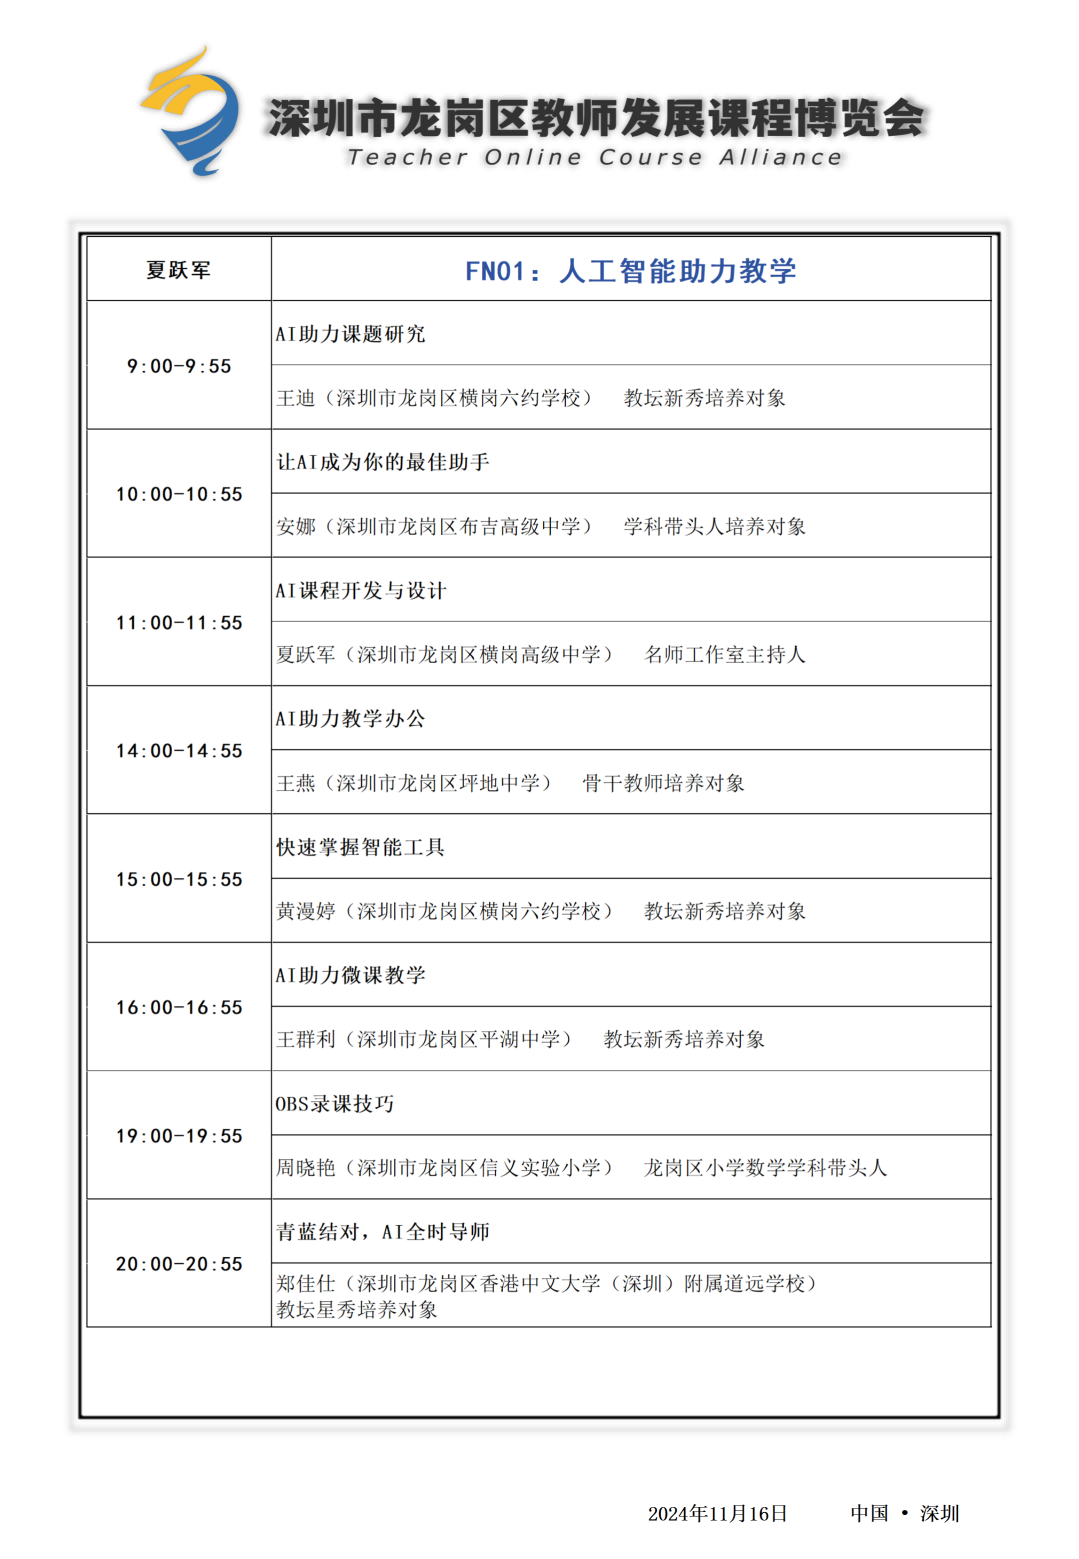 深圳市龙岗区教师发展课程博览会
Teacher Online Course Alliance
夏跃军
FN01：人工智能助力教学
9:00-9:55
AI助力课题研究
王迪（深圳市龙岗区横岗六约学校） 教坛新秀培养对象
10:00-10:55
让AI成为你的最佳助手
安娜（深圳市龙岗区布吉高级中学） 学科带头人培养对象
11:00-11:55
AI课程开发与设计
夏跃军（深圳市龙岗区横岗高级中学） 名师工作室主持人
14:00-14:55
AI助力教学办公
王燕（深圳市龙岗区坪地中学） 骨干教师培养对象
15:00-15:55
快速掌握智能工具
黄漫婷（深圳市龙岗区横岗六约学校） 教坛新秀培养对象
16:00-16:55
AI助力微课教学
王群利（深圳市龙岗区平湖中学） 教坛新秀培养对象
19:00-19:55
OBS录课技巧
周晓艳（深圳市龙岗区信义实验小学） 龙岗区小学数学学科带头人
20:00-20:55
青蓝结对，AI全时导师
郑佳仕（深圳市龙岗区香港中文大学（深圳）附属道远学校）
教坛星秀培养对象
2024年11月16日 中国 • 深圳